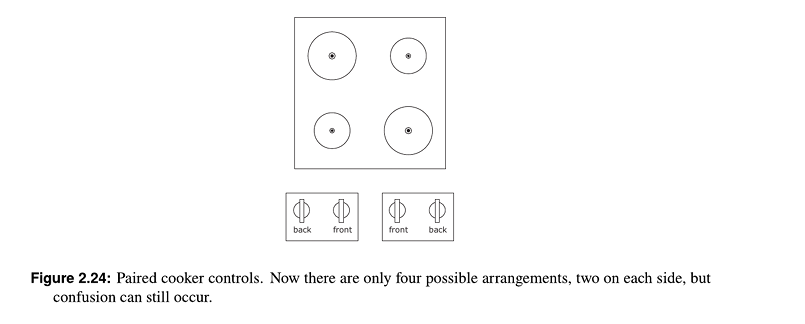 back front front back
Figure 2.24: Paired cooker controls. Now there are only four possible arrangements, two on each side, but
confusion can still occur.